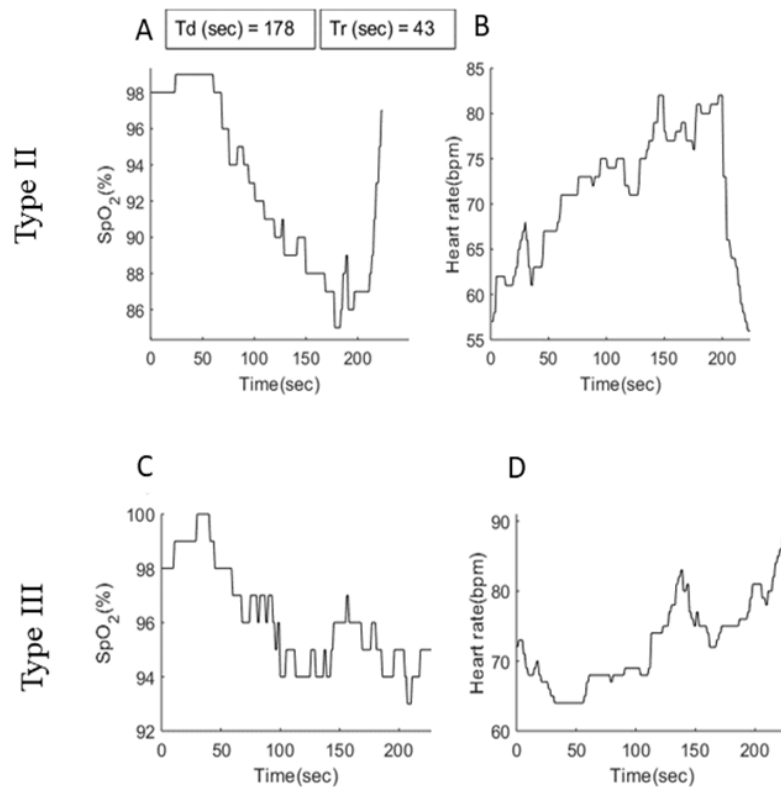 A
Td (sec) = 178
Tr (sec) = 43
B
Type II
SpO₂(%)
98
96
94
92
90
88
86
0 50 100 150 200
Time(sec)
Heart rate(bpm)
85
80
75
70
65
60
55
0 50 100 150 200
Time(sec)
C
D
Type III
SpO₂(%)
100
98
96
94
92
0 50 100 150 200
Time(sec)
Heart rate(bpm)
90
80
70
60
0 50 100 150 200
Time(sec)